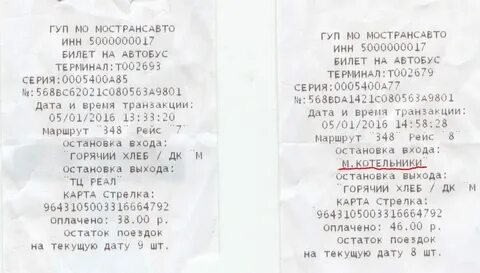 ГУП МО МОСТРАНСАВТО
ИНН 5000000017
БИЛЕТ НА АВТОБУС
ТЕРМИНАЛ:Т002693
СЕРИЯ:0005400А85
№:568BC62021C080563A9801
Дата и время транзакции:
05/01/2016 13:33:20
Маршрут "348" Рейс "7"
остановка входа:
"ГОРЯЧИЙ ХЛЕБ / ДК "М
остановка выхода:
"ТЦ РЕАЛ"
КАРТА Стрелка:
9643105003316664792
оплачено: 38.00 р.
остаток поездок
на текущую дату 9 шт.
ГУП МО МОСТРАНСАВТО
ИНН 5000000017
БИЛЕТ НА АВТОБУС
ТЕРМИНАЛ:Т002679
СЕРИЯ:0005400А77
№:568BDA1421C080563A9801
Дата и время транзакции:
05/01/2016 14:58:28
Маршрут "348" Рейс "8
остановка входа:
М.КОТЕЛЬНИКИ
остановка выхода:
"ГОРЯЧИЙ ХЛЕБ / ДК "М
КАРТА Стрелка:
9643105003316664792
оплачено: 46.00 р.
остаток поездок
на текущую дату 8 шт.